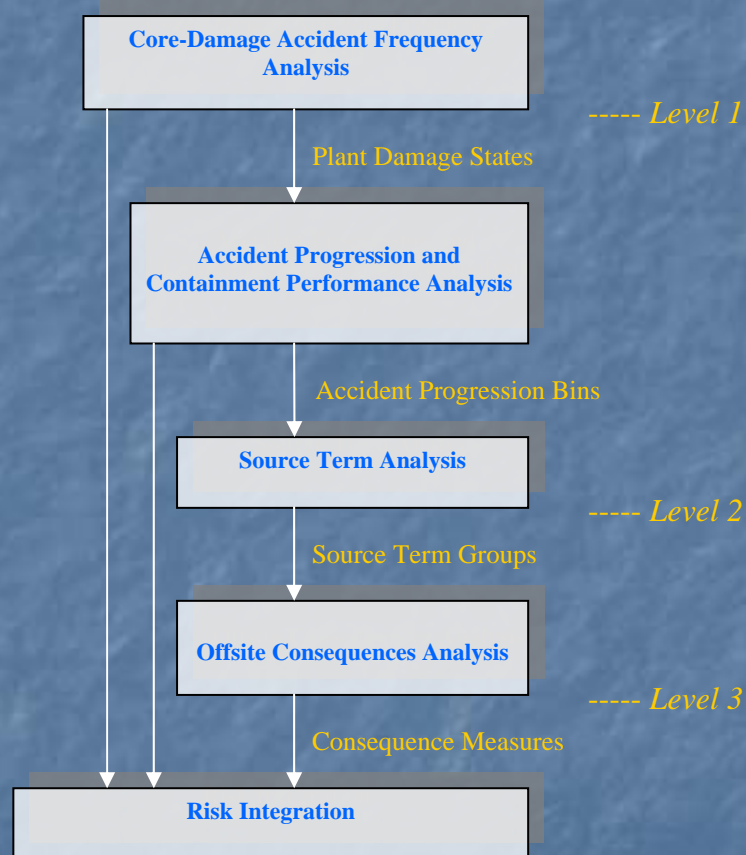 Core-Damage Accident Frequency
Analysis
----- Level 1
Plant Damage States
Accident Progression and
Containment Performance Analysis
Accident Progression Bins
Source Term Analysis
----- Level 2
Source Term Groups
Offsite Consequences Analysis
----- Level 3
Consequence Measures
Risk Integration